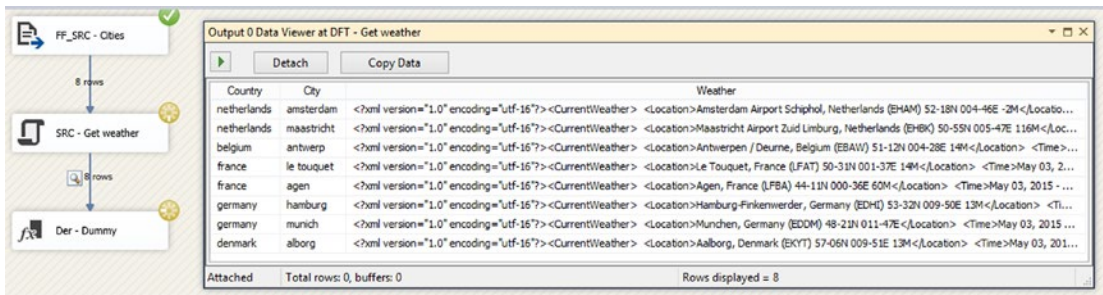 FF_SRC - Cities
8 rows
SRC - Get weather
8 rows
Der - Dummy
Output 0 Data Viewer at DFT - Get weather
Detach Copy Data
Country City Weather
netherlands amsterdam <?xml version="1.0" encoding="utf-16"?><CurrentWeather> <Location>Amsterdam Airport Schiphol, Netherlands (EHAM) 52-18N 004-46E -2M</Locatio...
netherlands maastricht <?xml version="1.0" encoding="utf-16"?><CurrentWeather> <Location>Maastricht Airport Zuid Limburg, Netherlands (EHBK) 50-55N 005-47E 116M</Loc...
belgium antwerp <?xml version="1.0" encoding="utf-16"?><CurrentWeather> <Location>Antwerpen / Deurne, Belgium (EBAW) 51-12N 004-28E 14M</Location> <Time>...
france le touquet <?xml version="1.0" encoding="utf-16"?><CurrentWeather> <Location>Le Touquet, France (LFAT) 50-31N 001-37E 14M</Location> <Time>May 03, 2...
france agen <?xml version="1.0" encoding="utf-16"?><CurrentWeather> <Location>Agen, France (LFBA) 44-11N 000-36E 60M</Location> <Time>May 03, 2015 - ...
germany hamburg <?xml version="1.0" encoding="utf-16"?><CurrentWeather> <Location>Hamburg-Finkenwerder, Germany (EDHI) 53-32N 009-50E 13M</Location> <Ti...
germany munich <?xml version="1.0" encoding="utf-16"?><CurrentWeather> <Location>Munchen, Germany (EDDM) 48-21N 011-47E</Location> <Time>May 03, 2015 ...
denmark alborg <?xml version="1.0" encoding="utf-16"?><CurrentWeather> <Location>Aalborg, Denmark (EKYT) 57-06N 009-51E 13M</Location> <Time>May 03, 201...
Attached Total rows: 0, buffers: 0 Rows displayed = 8